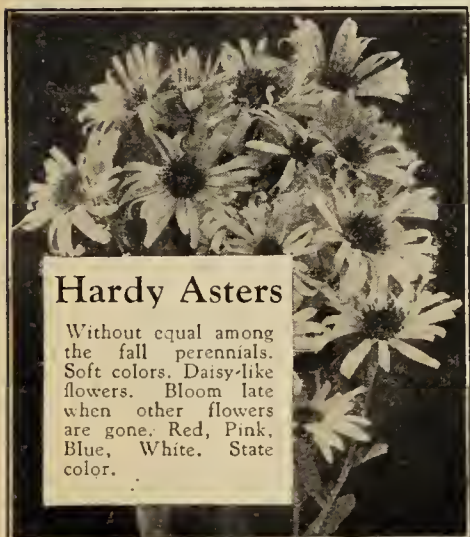 Hardy Asters
Without equal among
the fall perennials.
Soft colors. Daisy-like
flowers. Bloom late
when other flowers
are gone. Red, Pink,
Blue, White. State
color.